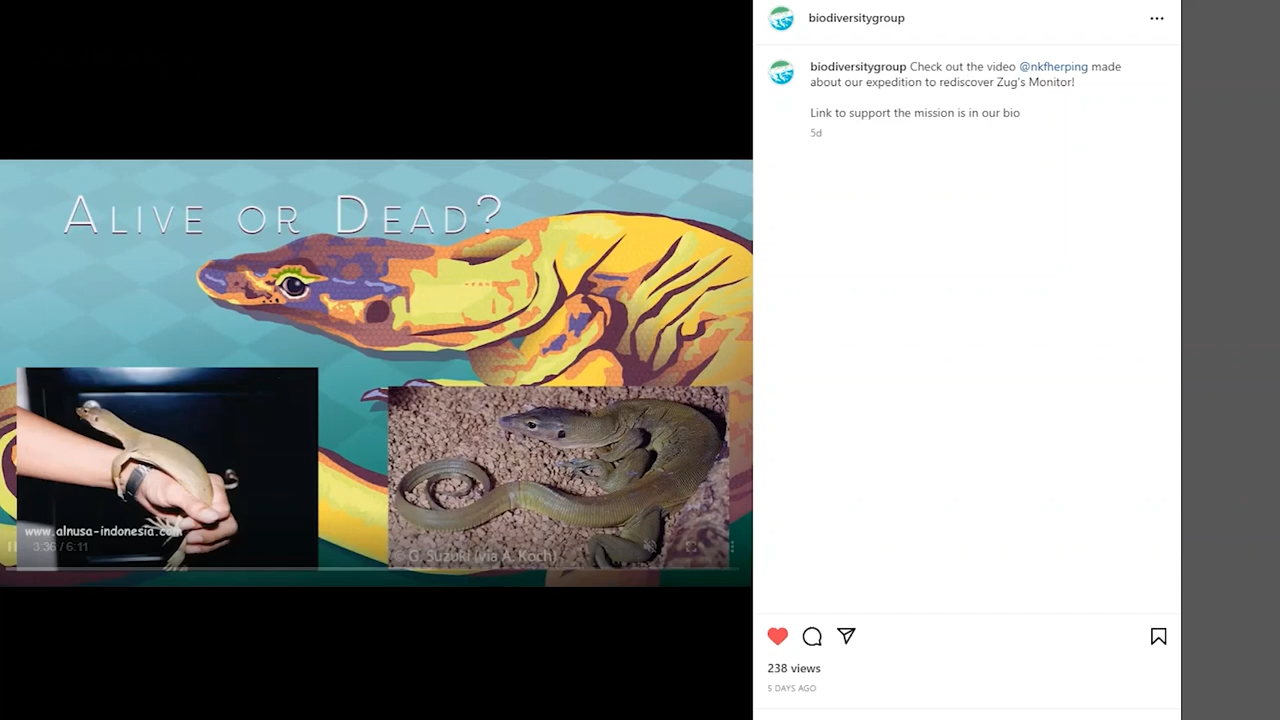 biodiversitygroup
biodiversitygroup Check out the video @nkfherping made
about our expedition to rediscover Zug's Monitor!
Link to support the mission is in our bio
5d
ALIVE OR DEAD?
www.alnusa-indonesia.com
3:36 / 6:11
© G. Suzuki (via A. Koch)
238 views
5 DAYS AGO